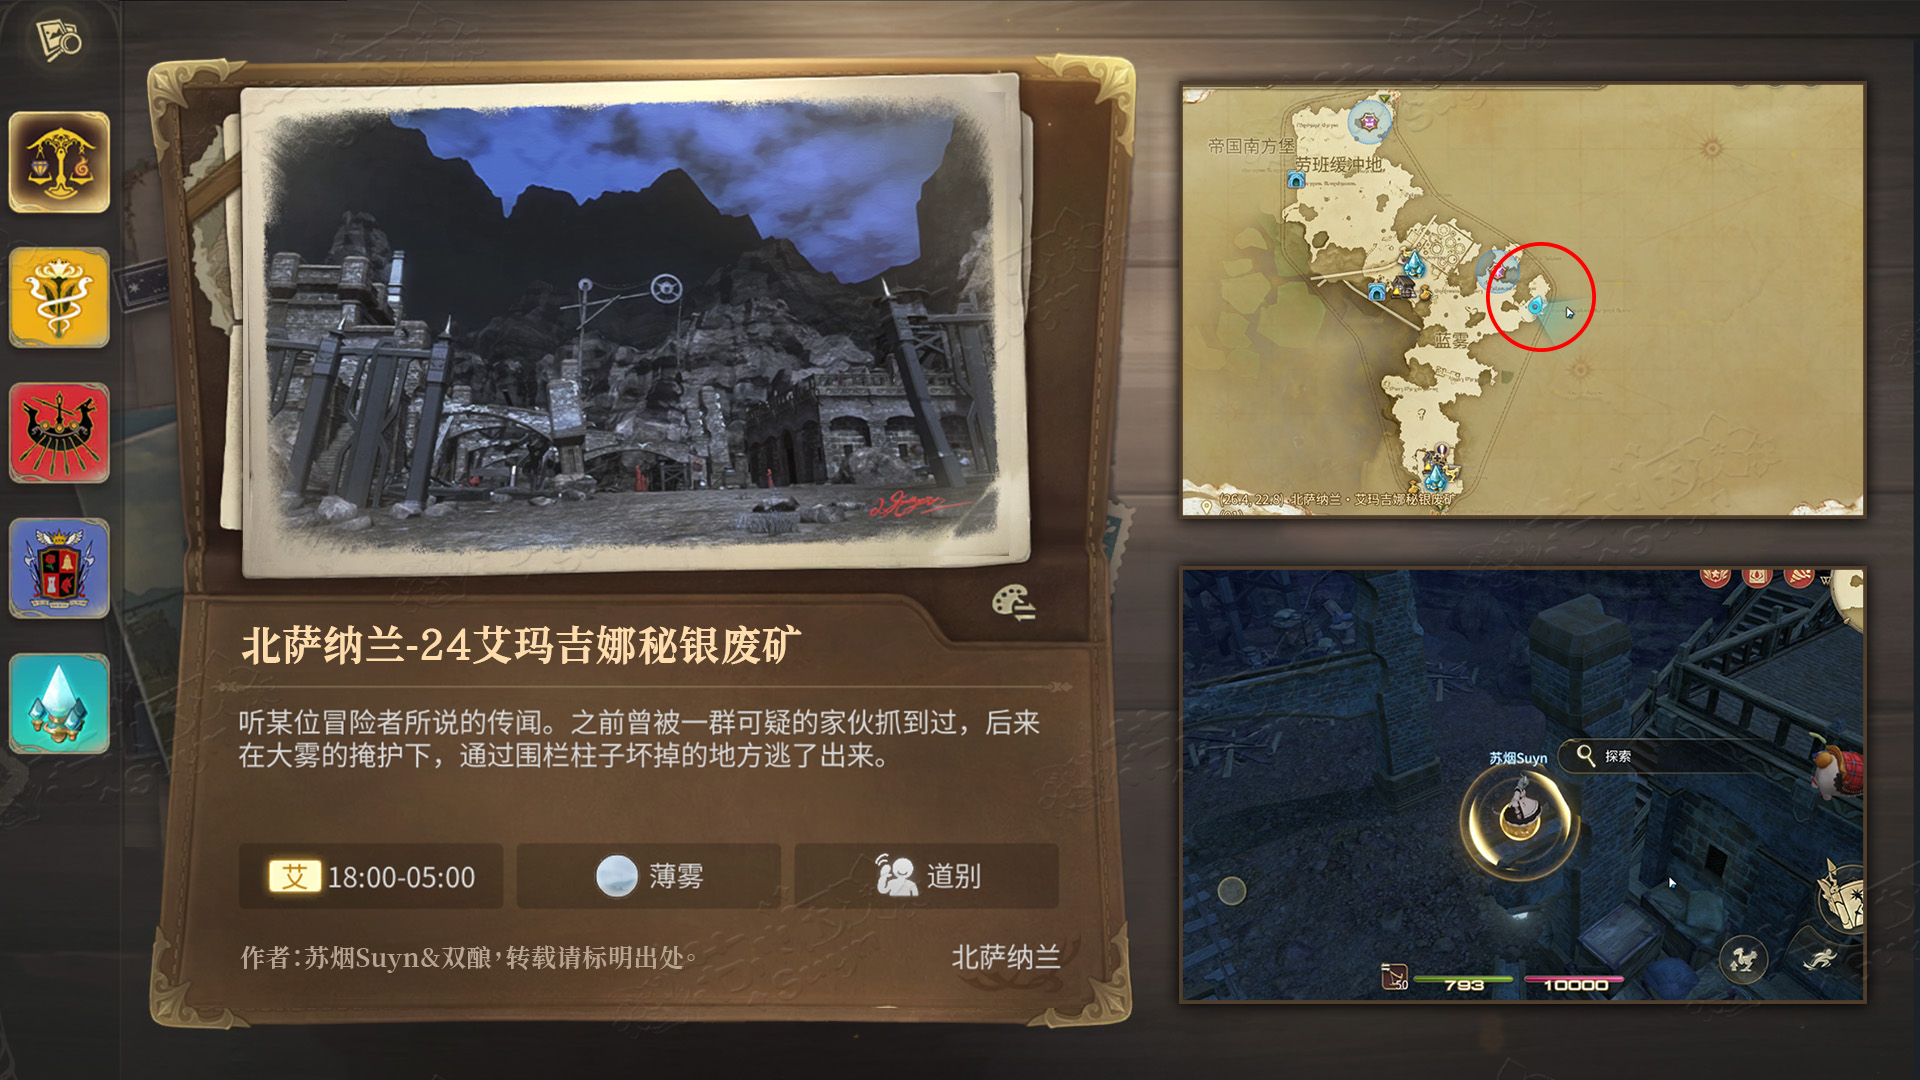 北萨纳兰-24艾玛吉娜秘银废矿
听某位冒险者所说的传闻。之前曾被一群可疑的家伙抓到过，后来
在大雾的掩护下，通过围栏柱子坏掉的地方逃了出来。
艾 18:00-05:00
薄雾
道别
作者：苏烟Suyn&双酿，转载请标明出处。
北萨纳兰
帝国南方堡
劳班缓冲地
蓝雾
(26.4, 22.8) 北萨纳兰·艾玛吉娜秘银废矿
苏烟Suyn
探索
50
793
10000